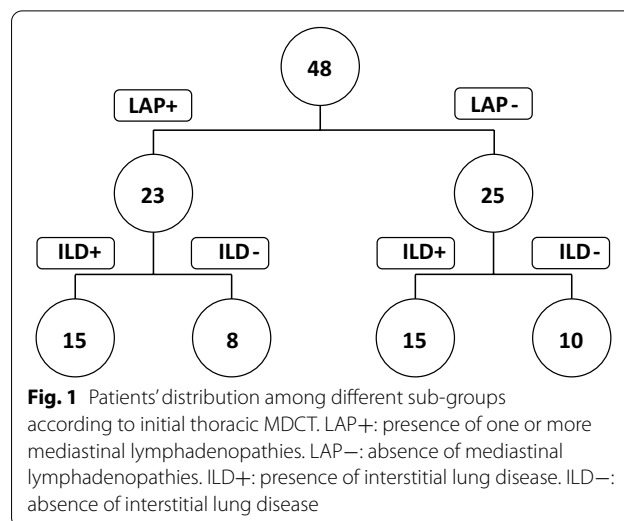 48
LAP+ LAP-
23 25
ILD+ ILD- ILD+ ILD-
15 8 15 10
Fig. 1 Patients’ distribution among different sub-groups
according to initial thoracic MDCT. LAP+: presence of one or more
mediastinal lymphadenopathies. LAP−: absence of mediastinal
lymphadenopathies. ILD+: presence of interstitial lung disease. ILD−:
absence of interstitial lung disease